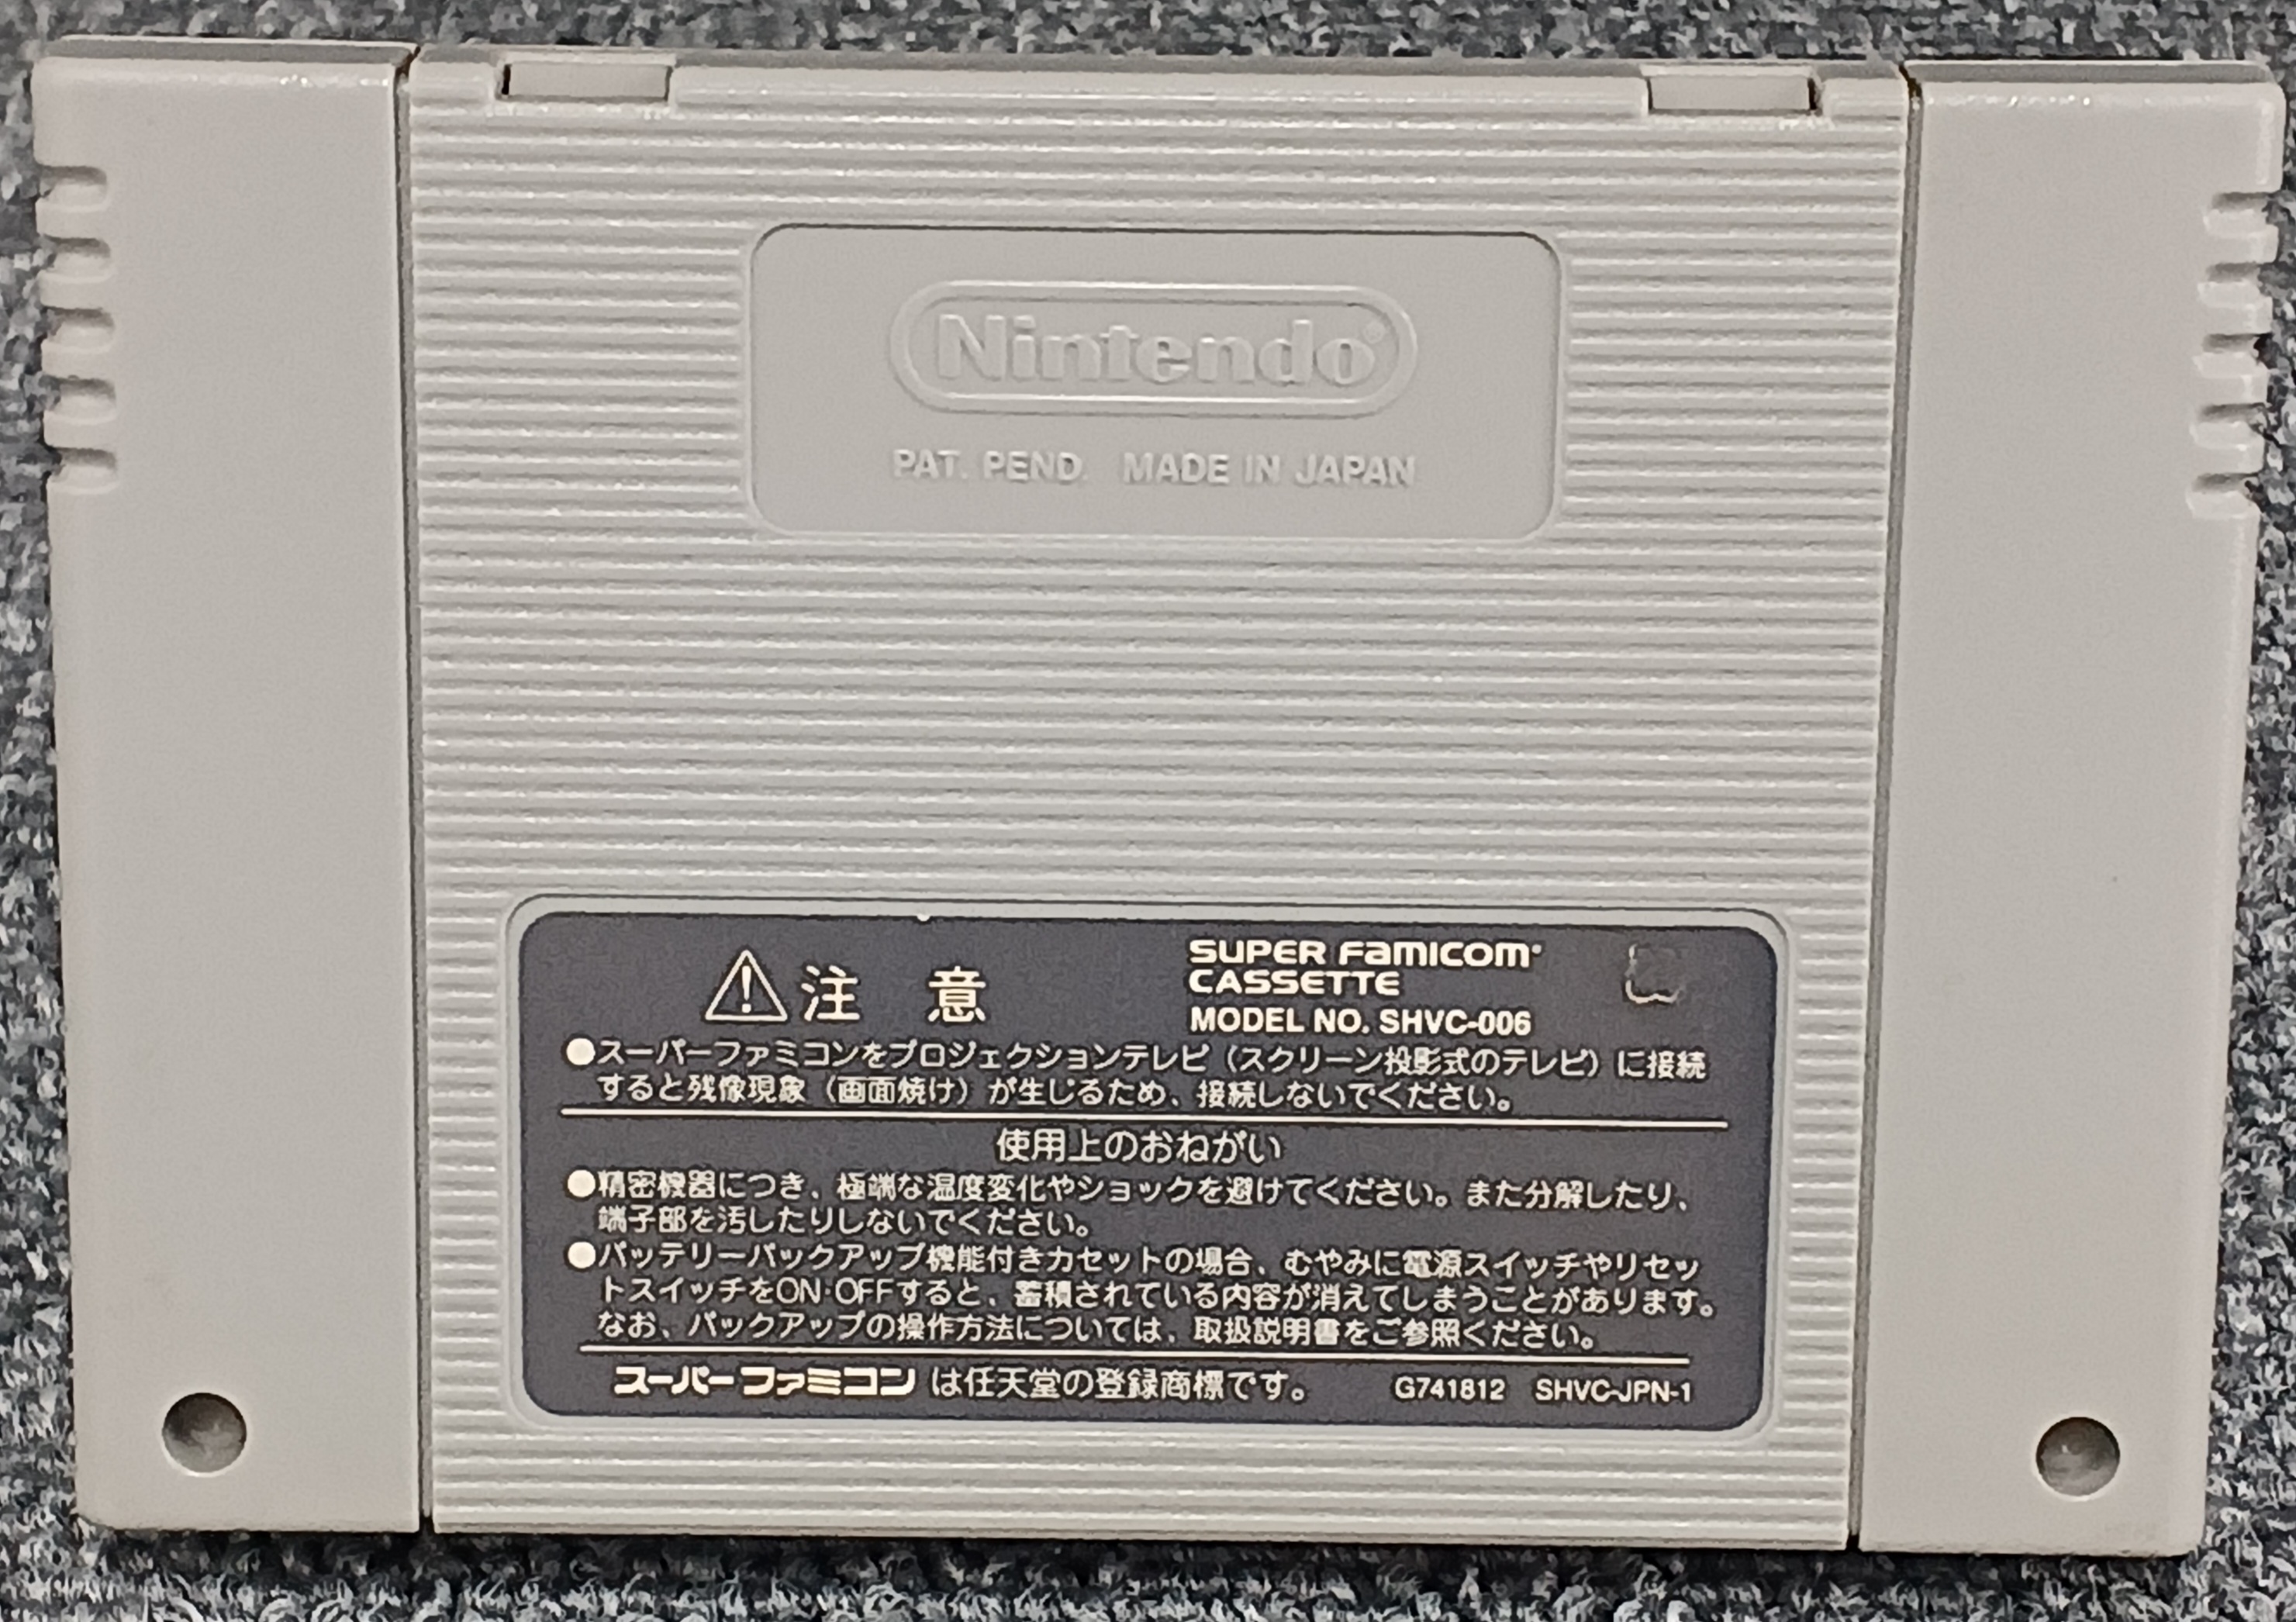 Nintendo®
PAT. PEND. MADE IN JAPAN
注 意
SUPER FAMICOM
CASSETTE
MODEL NO. SHVC-006
●スーパーファミコンをプロジェクションテレビ(スクリーン投影式のテレビ)に接続
すると残像現象(画面焼け)が生じるため、接続しないでください。
使用上のおねがい
●精密機器につき、極端な温度変化やショックを避けてください。また分解したり、
端子部を汚したりしないでください。
●バッテリーバックアップ機能付きカセットの場合、むやみに電源スイッチやリセッ
トスイッチをON·OFFすると、蓄積されている内容が消えてしまうことがあります。
なお、バックアップの操作方法については、取扱説明書をご参照ください。
スーパーファミコン は任天堂の登録商標です。 G741812 SHVC-JPN-1